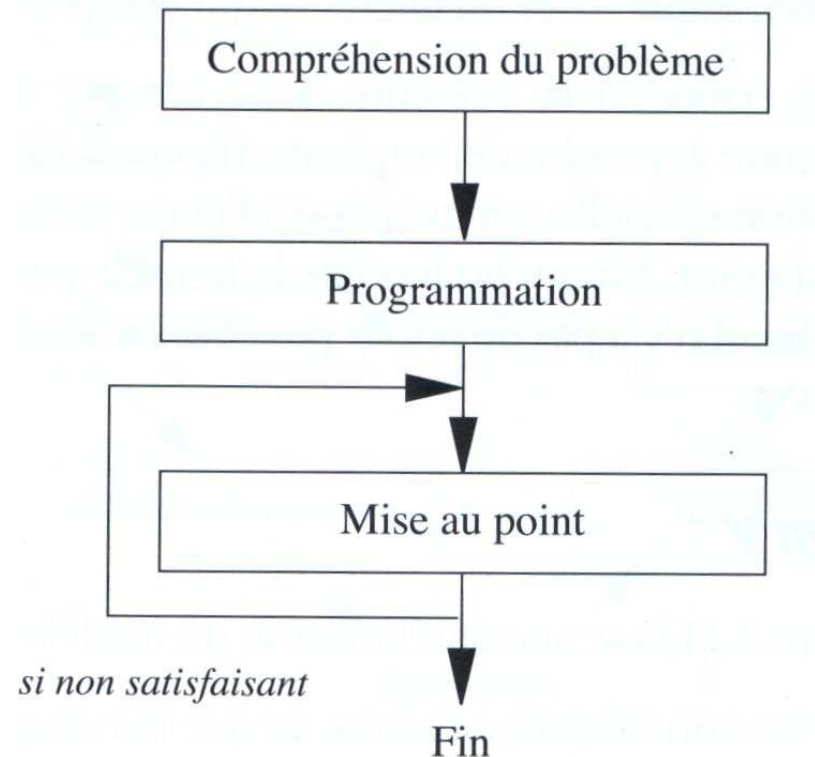 Compréhension du problème
Programmation
Mise au point
si non satisfaisant
Fin